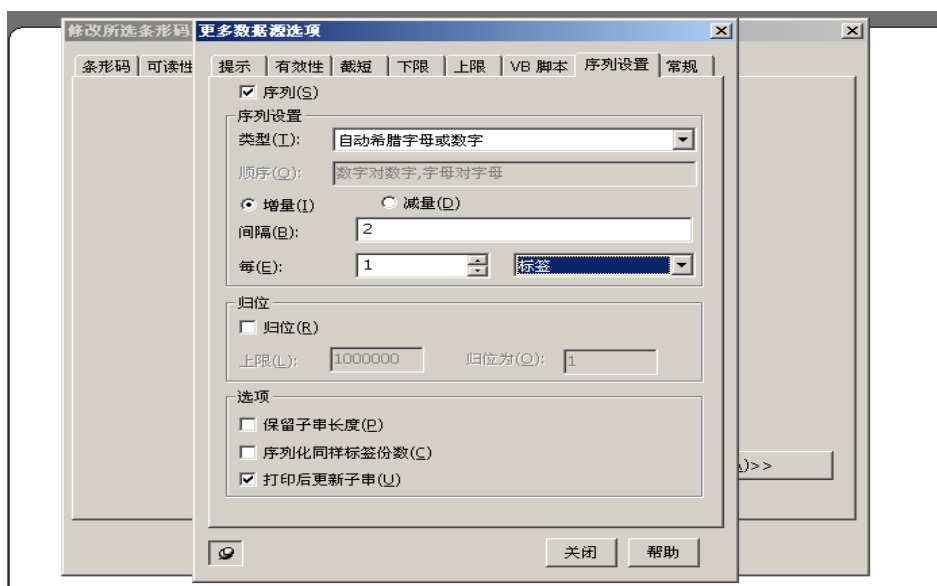 修改所选条形码
更多数据源选项
条形码 可读性
提示 有效性 截短 下限 上限 VB 脚本 序列设置 常规
序列(S)
序列设置
类型(T): 自动希腊字母或数字
顺序(O): 数字对数字,字母对字母
增量(I) 减量(D)
间隔(B): 2
每(E): 1 标签
归位
归位(R)
上限(L): 1000000 归位为(O): 1
选项
保留子串长度(P)
序列化同样标签份数(C)
)>>
打印后更新子串(U)
关闭 帮助